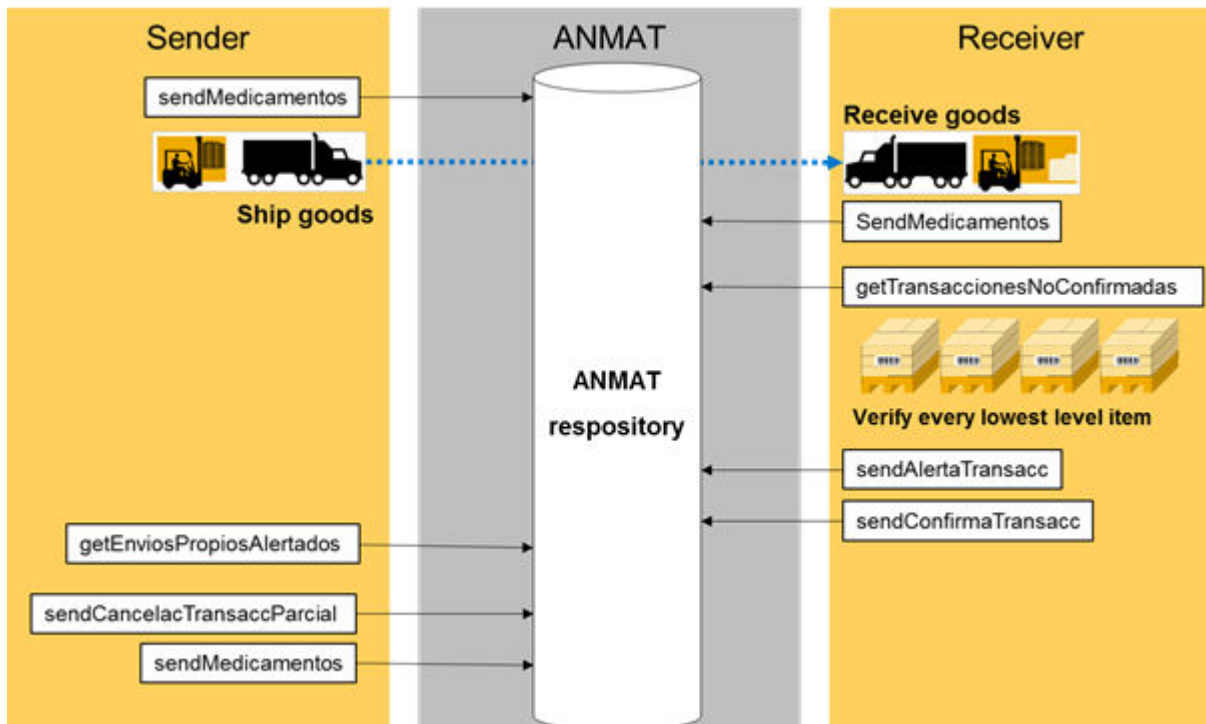 Sender
ANMAT
Receiver
sendMedicamentos
Receive goods
Ship goods
SendMedicamentos
getTransaccionesNoConfirmadas
ANMAT
respository
Verify every lowest level item
sendAlertaTransacc
sendConfirmaTransacc
getEnviosPropiosAlertados
sendCancelacTransaccParcial
sendMedicamentos